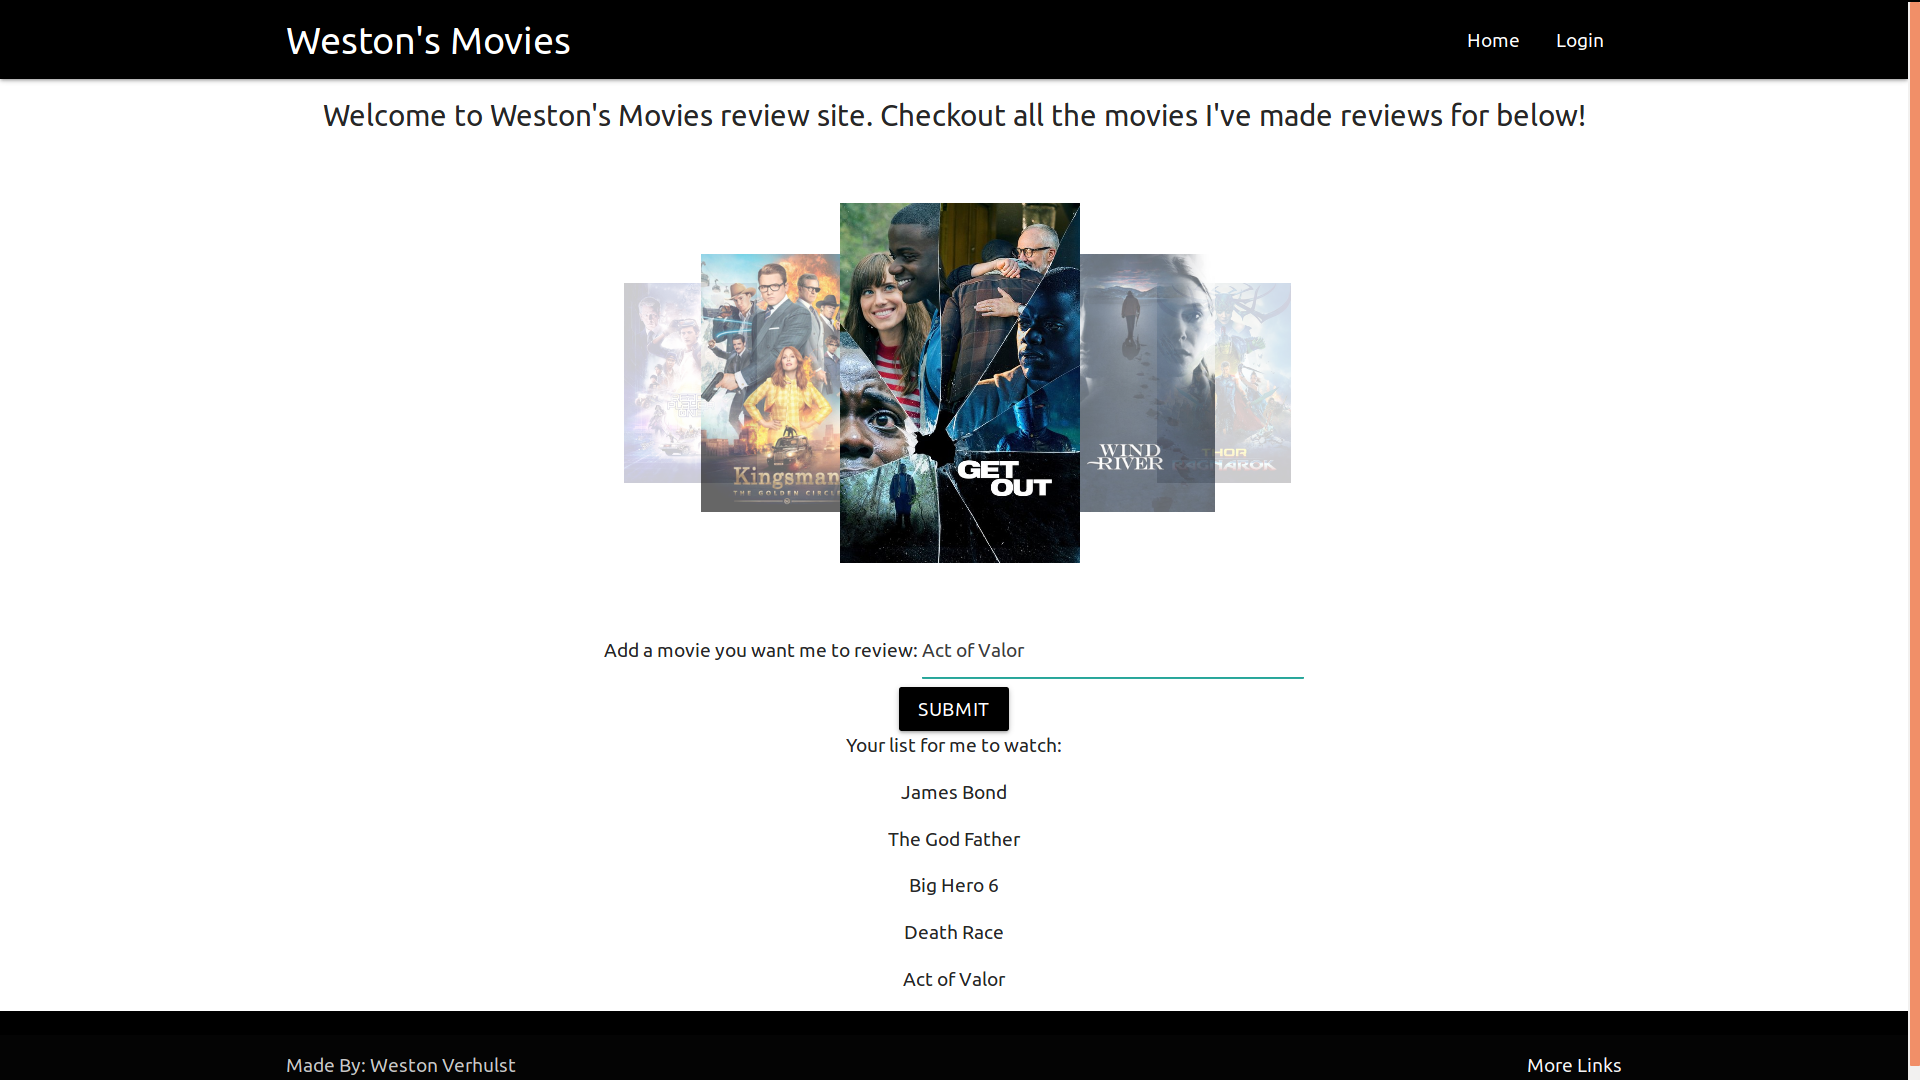 Weston's Movies
Home
Login
Welcome to Weston's Movies review site. Checkout all the movies I've made reviews for below!
Kingsman
THE GOLDEN CIRCLE
GET
OUT
WIND
RIVER
THOR
RAGNAROK
Add a movie you want me to review: Act of Valor
SUBMIT
Your list for me to watch:
James Bond
The God Father
Big Hero 6
Death Race
Act of Valor
Made By: Weston Verhulst
More Links